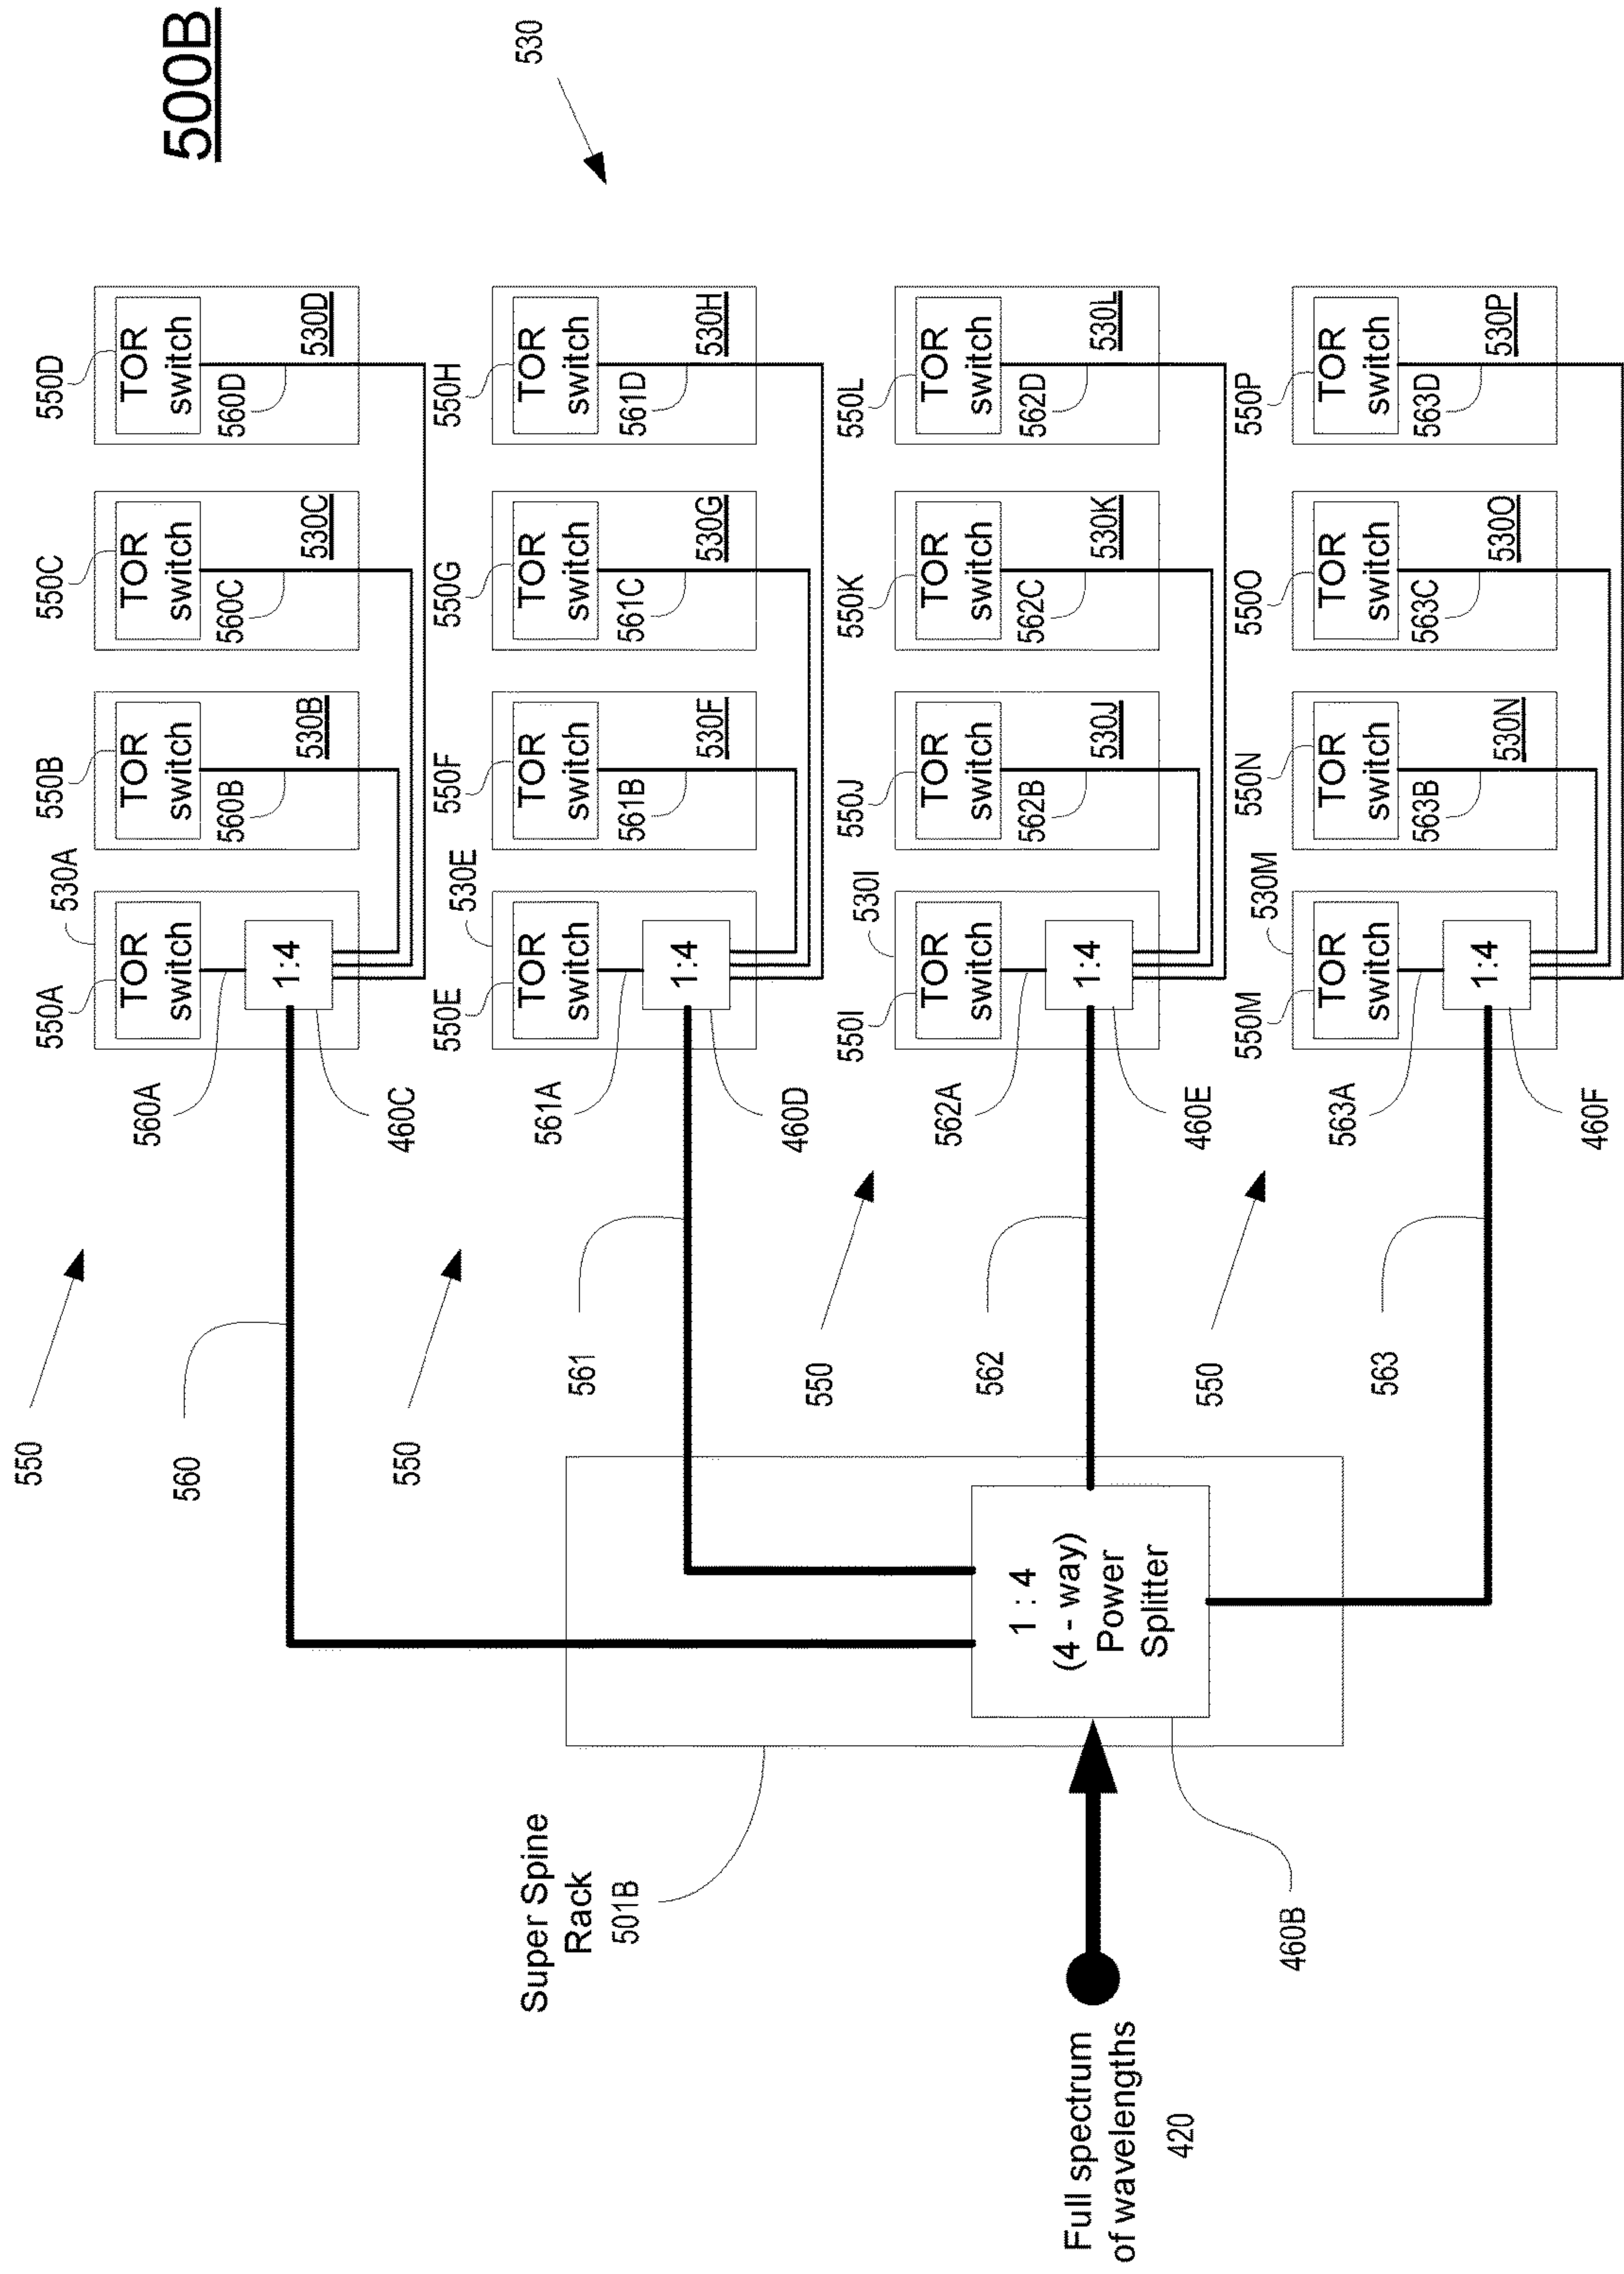 500B
530
550D
550C
550B
530A
550A
TOR
switch
TOR
switch
TOR
switch
TOR
switch
560D
530D
560C
530C
560B
530B
560A
1:4
460C
550
560
550H
550G
550F
530E
550E
TOR
switch
TOR
switch
TOR
switch
TOR
switch
561D
530H
561C
530G
561B
530F
561A
1:4
460D
550
561
550L
550K
550J
530I
550I
TOR
switch
TOR
switch
TOR
switch
TOR
switch
562D
530L
562C
530K
562B
530J
562A
1:4
460E
550
562
550P
550O
550N
530M
550M
TOR
switch
TOR
switch
TOR
switch
TOR
switch
563D
530P
563C
530O
563B
530N
563A
1:4
460F
550
563
Super Spine
Rack
501B
1 : 4
(4 - way)
Power
Splitter
460B
Full spectrum
of wavelengths
420